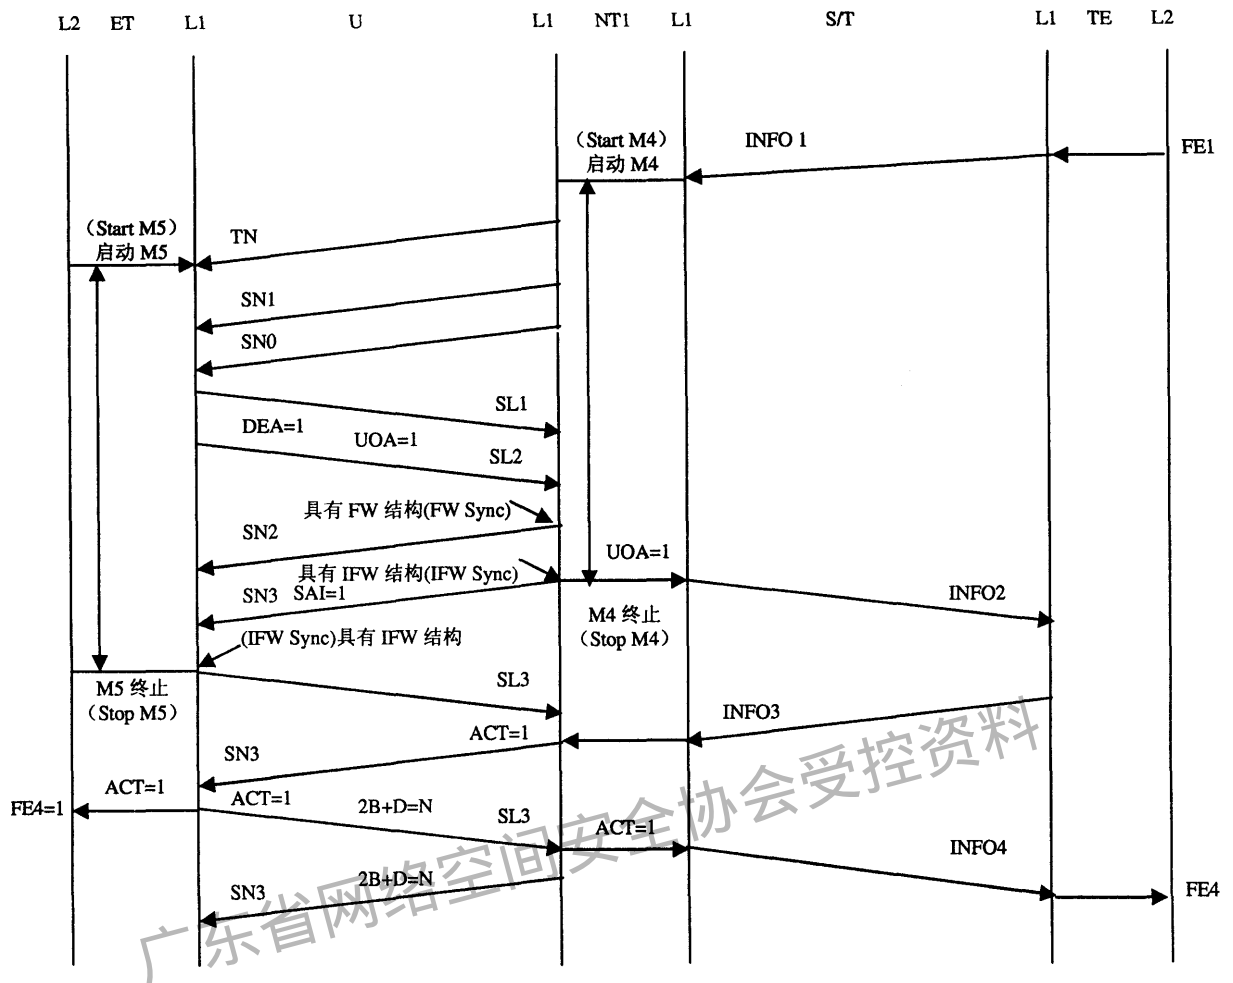 L2 ET L1 U L1 NT1 L1 S/T L1 TE L2
(Start M4)
启动 M4
INFO 1
FE1
(Start M5)
启动 M5
TN
SN1
SN0
SL1
DEA=1
UOA=1
SL2
具有 FW 结构(FW Sync)
SN2
UOA=1
具有 IFW 结构(IFW Sync)
SN3 SAI=1
INFO2
M4 终止
(Stop M4)
(IFW Sync)具有 IFW 结构
SL3
M5 终止
(Stop M5)
INFO3
ACT=1
SN3
ACT=1
FE4=1
ACT=1
2B+D=N
SL3
ACT=1
INFO4
2B+D=N
SN3
FE4
广东省网络空间安全协会受控资料